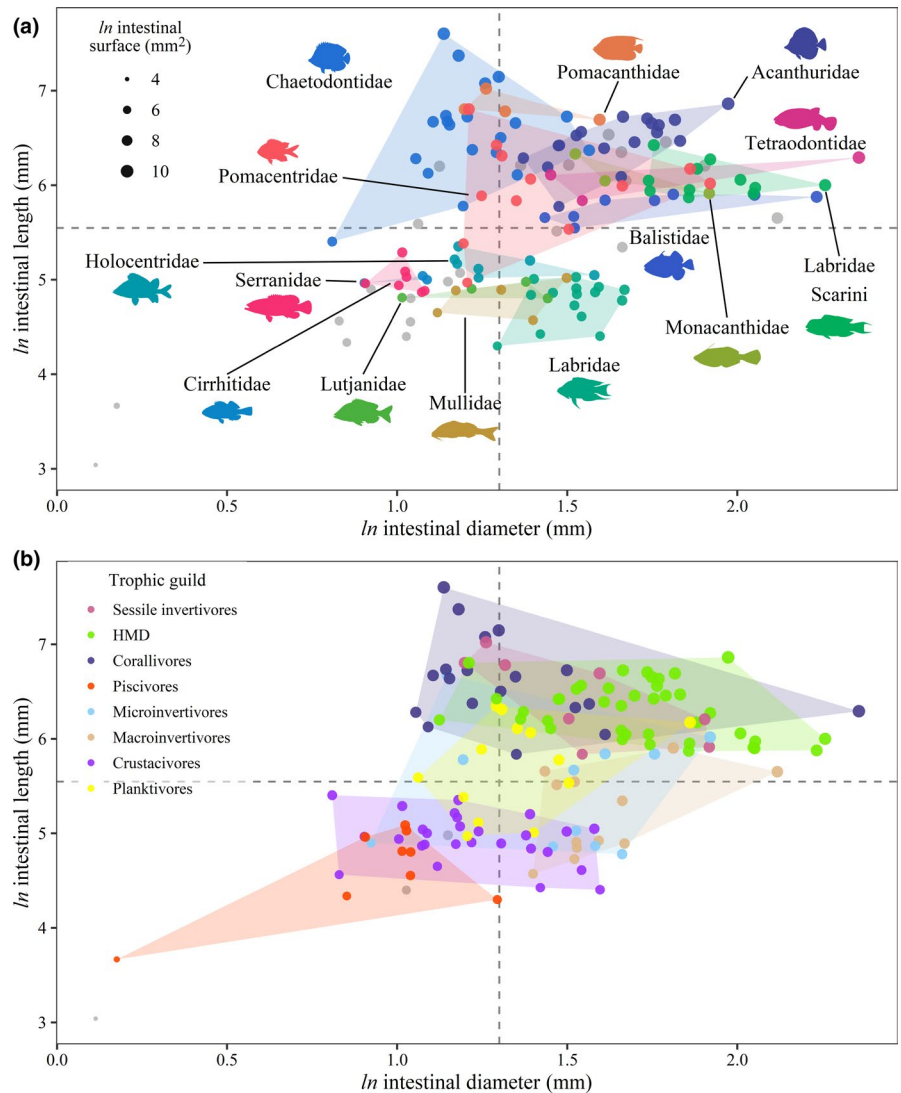 (a)
ln intestinal
surface (mm²)
4
6
8
10
Chaetodontidae
Pomacanthidae
Acanthuridae
Tetraodontidae
Pomacentridae
Holocentridae
Serranidae
Balistidae
Labridae
Scarini
Monacanthidae
Cirrhitidae
Lutjanidae
Mullidae
Labridae
ln intestinal length (mm)
7
6
5
4
3
0.0
0.5
1.0
1.5
2.0
ln intestinal diameter (mm)
(b)
Trophic guild
Sessile invertivores
HMD
Corallivores
Piscivores
Microinvertivores
Macroinvertivores
Crustacivores
Planktivores
ln intestinal length (mm)
7
6
5
4
3
0.0
0.5
1.0
1.5
2.0
ln intestinal diameter (mm)